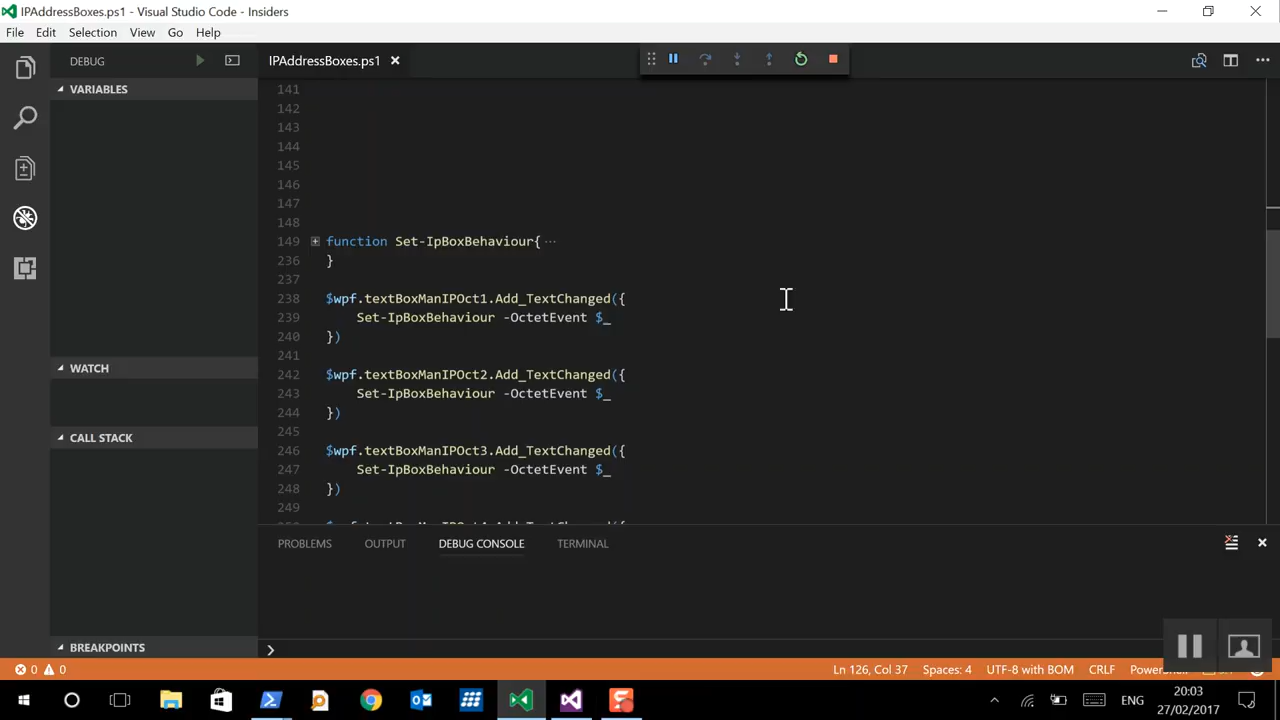 IPAddressBoxes.ps1 - Visual Studio Code - Insiders
File Edit Selection View Go Help
DEBUG
IPAddressBoxes.ps1
VARIABLES
WATCH
CALL STACK
BREAKPOINTS
141
142
143
144
145
146
147
148
149 function Set-IpBoxBehaviour{ ···
236 }
237
238 $wpf.textBoxManIPOct1.Add_TextChanged({
239 Set-IpBoxBehaviour -OctetEvent $_
240 })
241
242 $wpf.textBoxManIPOct2.Add_TextChanged({
243 Set-IpBoxBehaviour -OctetEvent $_
244 })
245
246 $wpf.textBoxManIPOct3.Add_TextChanged({
247 Set-IpBoxBehaviour -OctetEvent $_
248 })
249
PROBLEMS OUTPUT DEBUG CONSOLE TERMINAL
0 0
Ln 126, Col 37 Spaces: 4 UTF-8 with BOM CRLF
ENG
20:03
27/02/2017